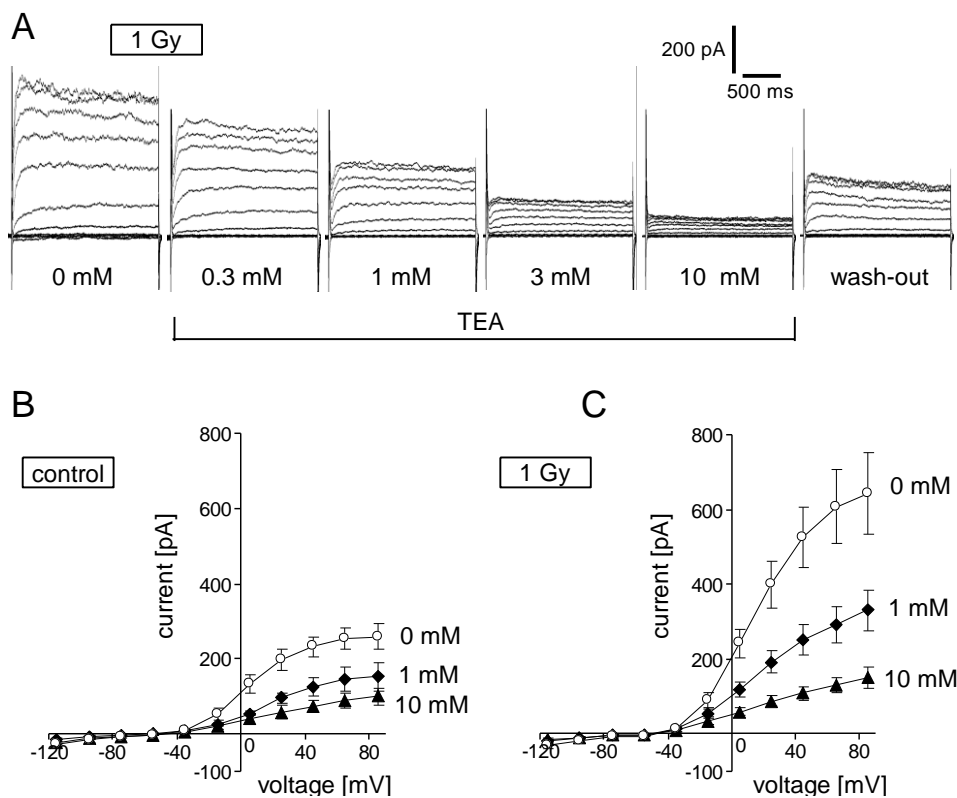 A
1 Gy
200 pA
500 ms
0 mM
0.3 mM
1 mM
3 mM
10 mM
wash-out
TEA
B
control
current [pA]
800
600
400
200
-100
-120
-80
-40
0
40
80
voltage [mV]
0 mM
1 mM
10 mM
C
1 Gy
current [pA]
800
600
400
200
-100
-120
-80
-40
0
40
80
voltage [mV]
0 mM
1 mM
10 mM